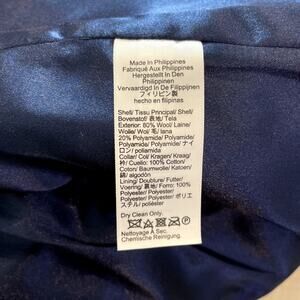 Made In Philippines
Fabriqué Aux Philippines
Hergestellt In Den
Philippinen
Vervaardigd In De Filippijnen
フィリピン製
hecho en filipinas
Shell/ Tissu Principal/ Shell/
Bovenstof/ 表地/ Tela
Exterior: 80% Wool/ Laine/
Wolle/ Wol/ 毛/ lana
20% Polyamide/ Polyamide/
Polyamide/ Polyamide/ ナイ
ロン/ poliamida
Collar/ Col/ Kragen/ Kraag/
衿/ Cuello: 100% Cotton/
Coton/ Baumwolle/ Katoen/
綿/ algodón
Lining/ Doublure/ Futter/
Voering/ 裏地/ Forro: 100%
Polyester/ Polyester/
Polyester/ Polyester/ ポリエ
ステル/ poliéster
Dry Clean Only.
P
Nettoyage À Sec.
Chemische Reinigung.